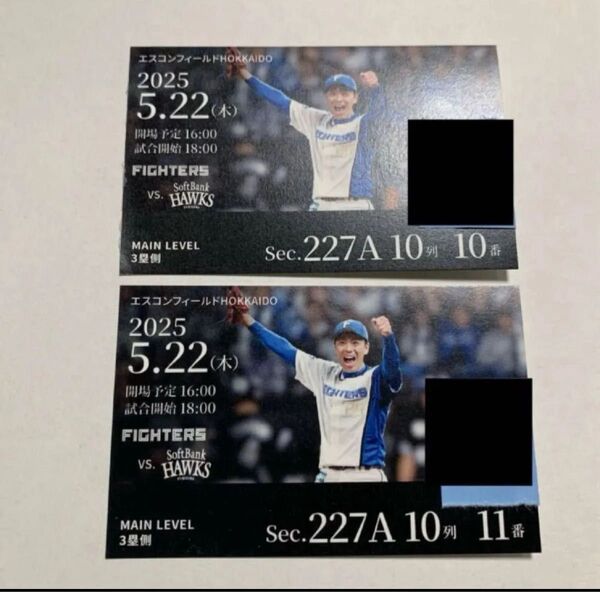 エスコンフィールドHOKKAIDO
2025
5.22(木)
開場予定 16:00
試合開始 18:00
FIGHTERS
vs. SoftBank HAWKS
MAIN LEVEL
3塁側
Sec.227A 10列 10番
FIGHTERS
エスコンフィールドHOKKAIDO
2025
5.22(木)
開場予定 16:00
試合開始 18:00
FIGHTERS
vs. SoftBank HAWKS
MAIN LEVEL
3塁側
Sec.227A 10列 11番
FIGHTERS